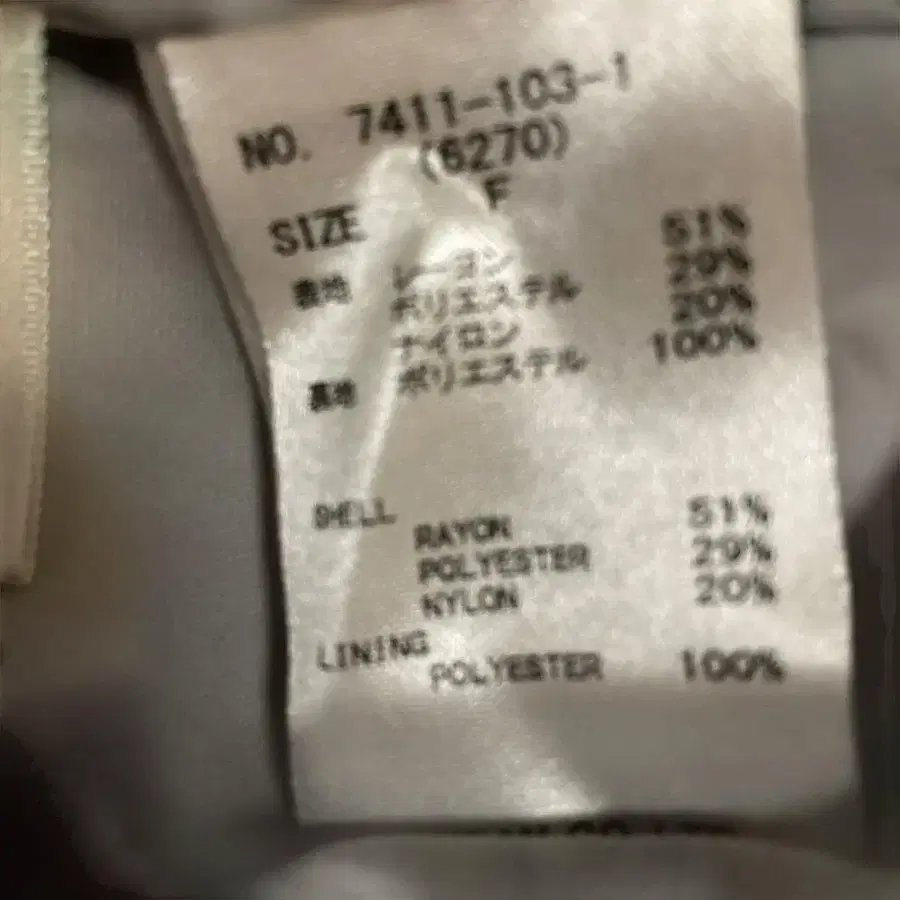 NO. 7411-103-1
(6270)
SIZE F
表地 レーヨン 51%
ポリエステル 29%
ナイロン 20%
裏地 ポリエステル 100%
SHELL
RAYON 51%
POLYESTER 29%
NYLON 20%
LINING
POLYESTER 100%